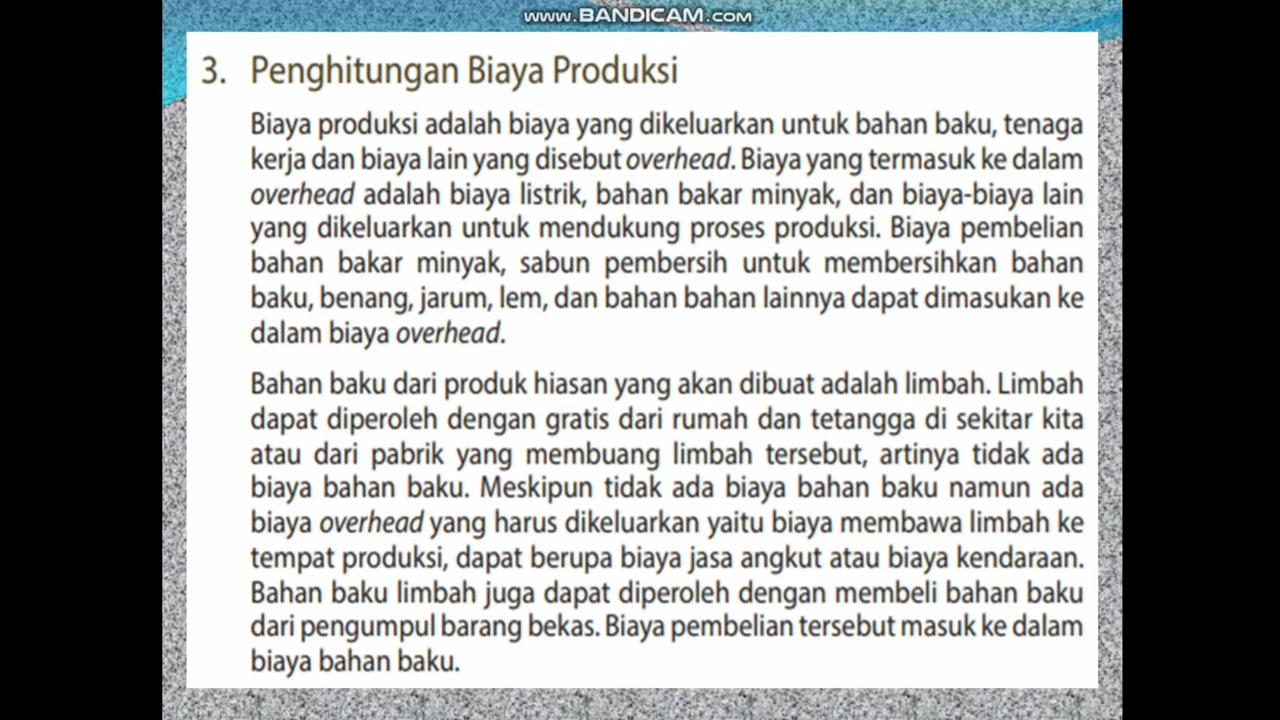 www.BANDICAM.com
3. Penghitungan Biaya Produksi
Biaya produksi adalah biaya yang dikeluarkan untuk bahan baku, tenaga
kerja dan biaya lain yang disebut overhead. Biaya yang termasuk ke dalam
overhead adalah biaya listrik, bahan bakar minyak, dan biaya-biaya lain
yang dikeluarkan untuk mendukung proses produksi. Biaya pembelian
bahan bakar minyak, sabun pembersih untuk membersihkan bahan
baku, benang, jarum, lem, dan bahan bahan lainnya dapat dimasukan ke
dalam biaya overhead.
Bahan baku dari produk hiasan yang akan dibuat adalah limbah. Limbah
dapat diperoleh dengan gratis dari rumah dan tetangga di sekitar kita
atau dari pabrik yang membuang limbah tersebut, artinya tidak ada
biaya bahan baku. Meskipun tidak ada biaya bahan baku namun ada
biaya overhead yang harus dikeluarkan yaitu biaya membawa limbah ke
tempat produksi, dapat berupa biaya jasa angkut atau biaya kendaraan.
Bahan baku limbah juga dapat diperoleh dengan membeli bahan baku
dari pengumpul barang bekas. Biaya pembelian tersebut masuk ke dalam
biaya bahan baku.